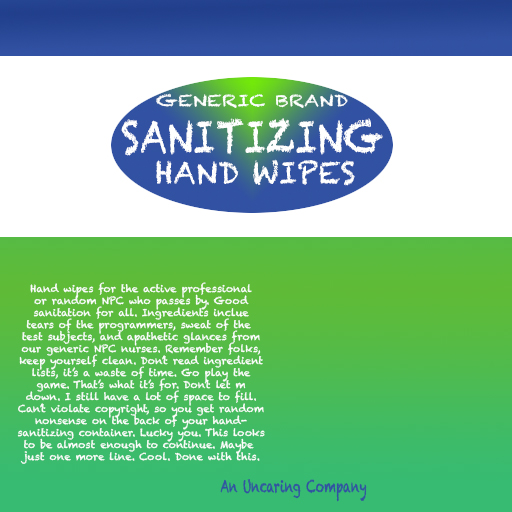 GENERIC BRAND
SANITIZING
HAND WIPES
Hand wipes for the active professional
or random NPC who passes by. Good
sanitation for all. Ingredients inclue
tears of the programmers, sweat of the
test subjects, and apathetic glances from
our generic NPC nurses. Remember folks,
keep yourself clean. Don't read ingredient
lists, it's a waste of time. Go play the
game. That's what it's for. Don't let m
down. I still have a lot of space to fill.
Can't violate copyright, so you get random
nonsense on the back of your hand-
sanitizing container. Lucky you. This looks
to be almost enough to continue. Maybe
just one more line. Cool. Done with this.
An Uncaring Company